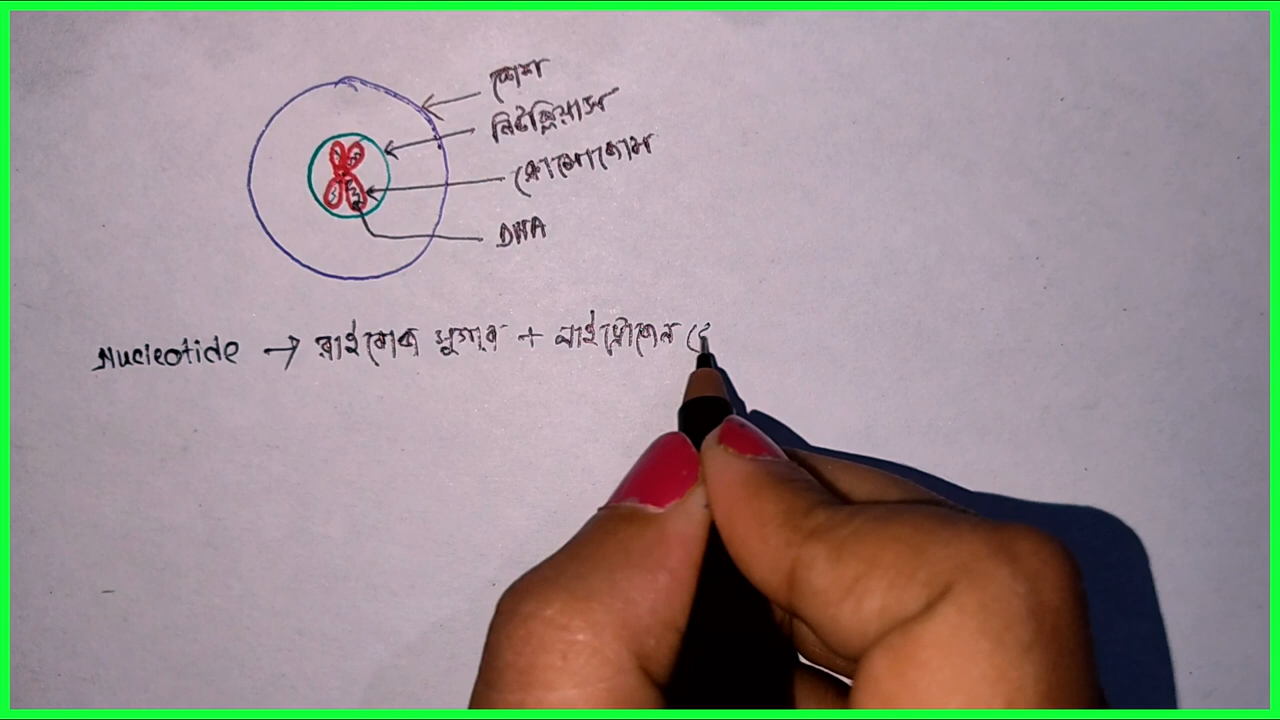 কোষ
নিউক্লিয়াস
ক্রোমোজোম
DNA
Nucleotide → রাইবোজ সুগার + নাইট্রোজেন